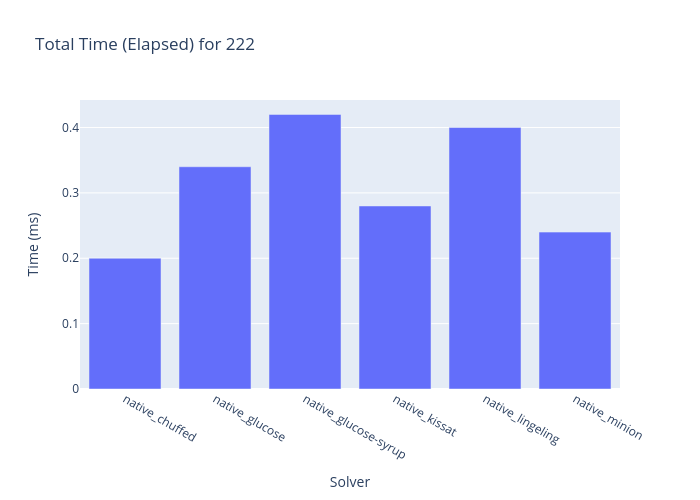 Total Time (Elapsed) for 222
Time (ms)
0.4
0.3
0.2
0.1
0
native_chuffed
native_glucose
native_glucose-syrup
native_kissat
native_lingeling
native_minion
Solver